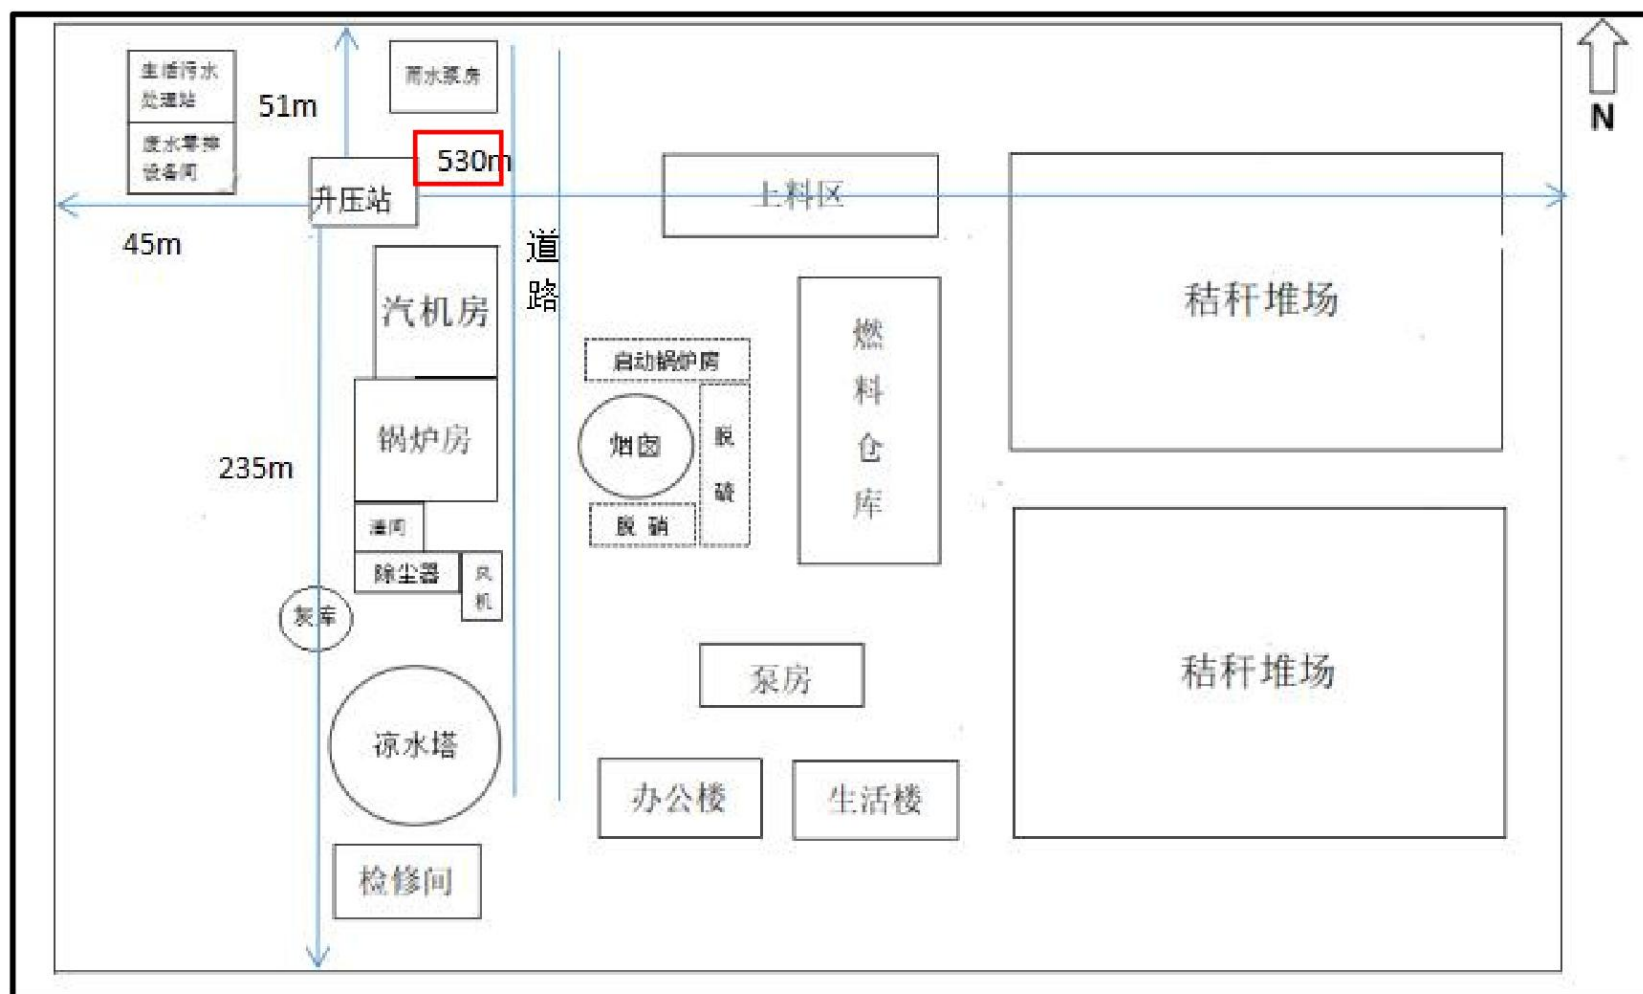 生活污水
处理站
废水零排
设备间
51m
雨水泵房
530m
N
升压站
上料区
45m
道
路
汽机房
秸秆堆场
燃
料
仓
库
启动锅炉房
烟囱
脱
硫
脱 硝
锅炉房
235m
渣间
除尘器
风
机
灰库
泵房
秸秆堆场
凉水塔
办公楼
生活楼
检修间